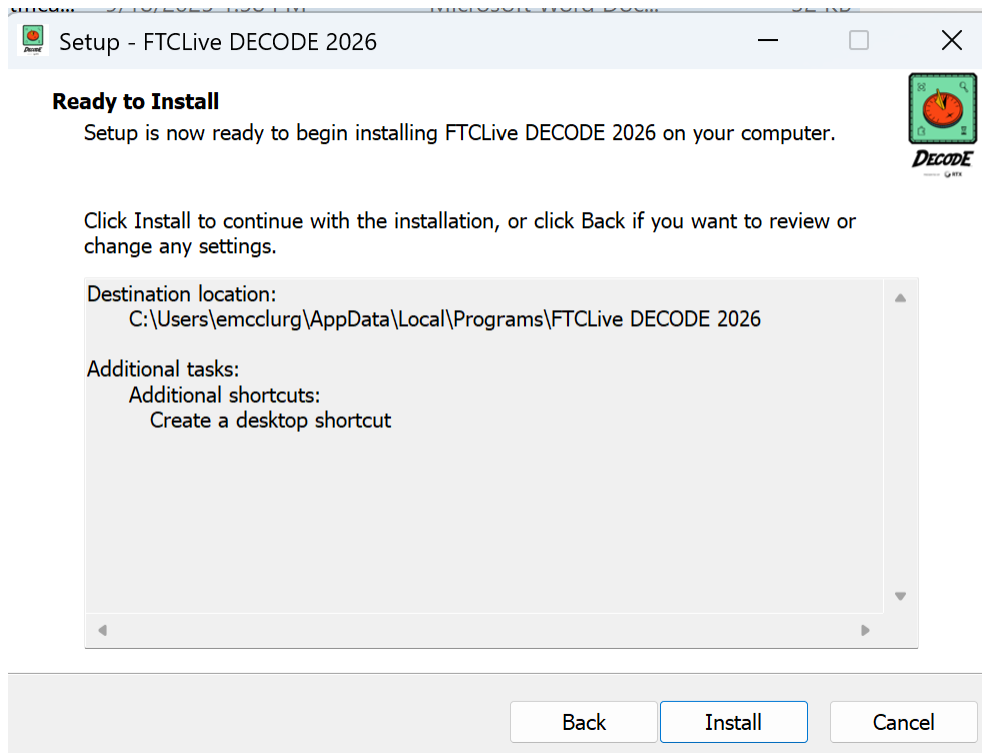 Setup - FTCLive DECODE 2026
Ready to Install
Setup is now ready to begin installing FTCLive DECODE 2026 on your computer.
DECODE
RTX
Click Install to continue with the installation, or click Back if you want to review or
change any settings.
Destination location:
C:\Users\emcclurg\AppData\Local\Programs\FTCLive DECODE 2026
Additional tasks:
Additional shortcuts:
Create a desktop shortcut
Back Install Cancel